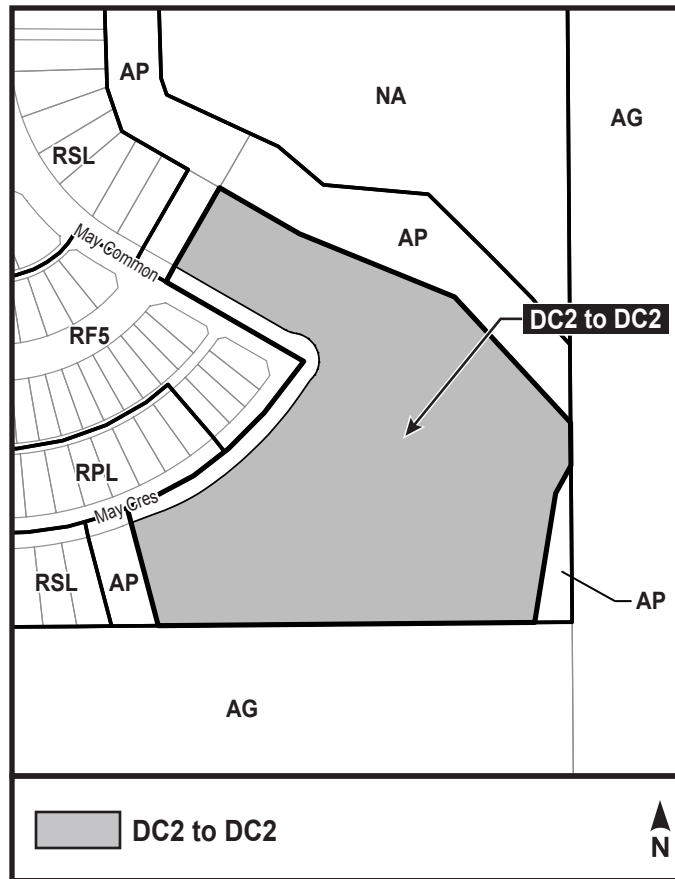 AP
NA
AG
RSL
May Common
AP
DC2 to DC2
RF5
RPL
May Cres
RSL
AP
AP
AG
DC2 to DC2
N